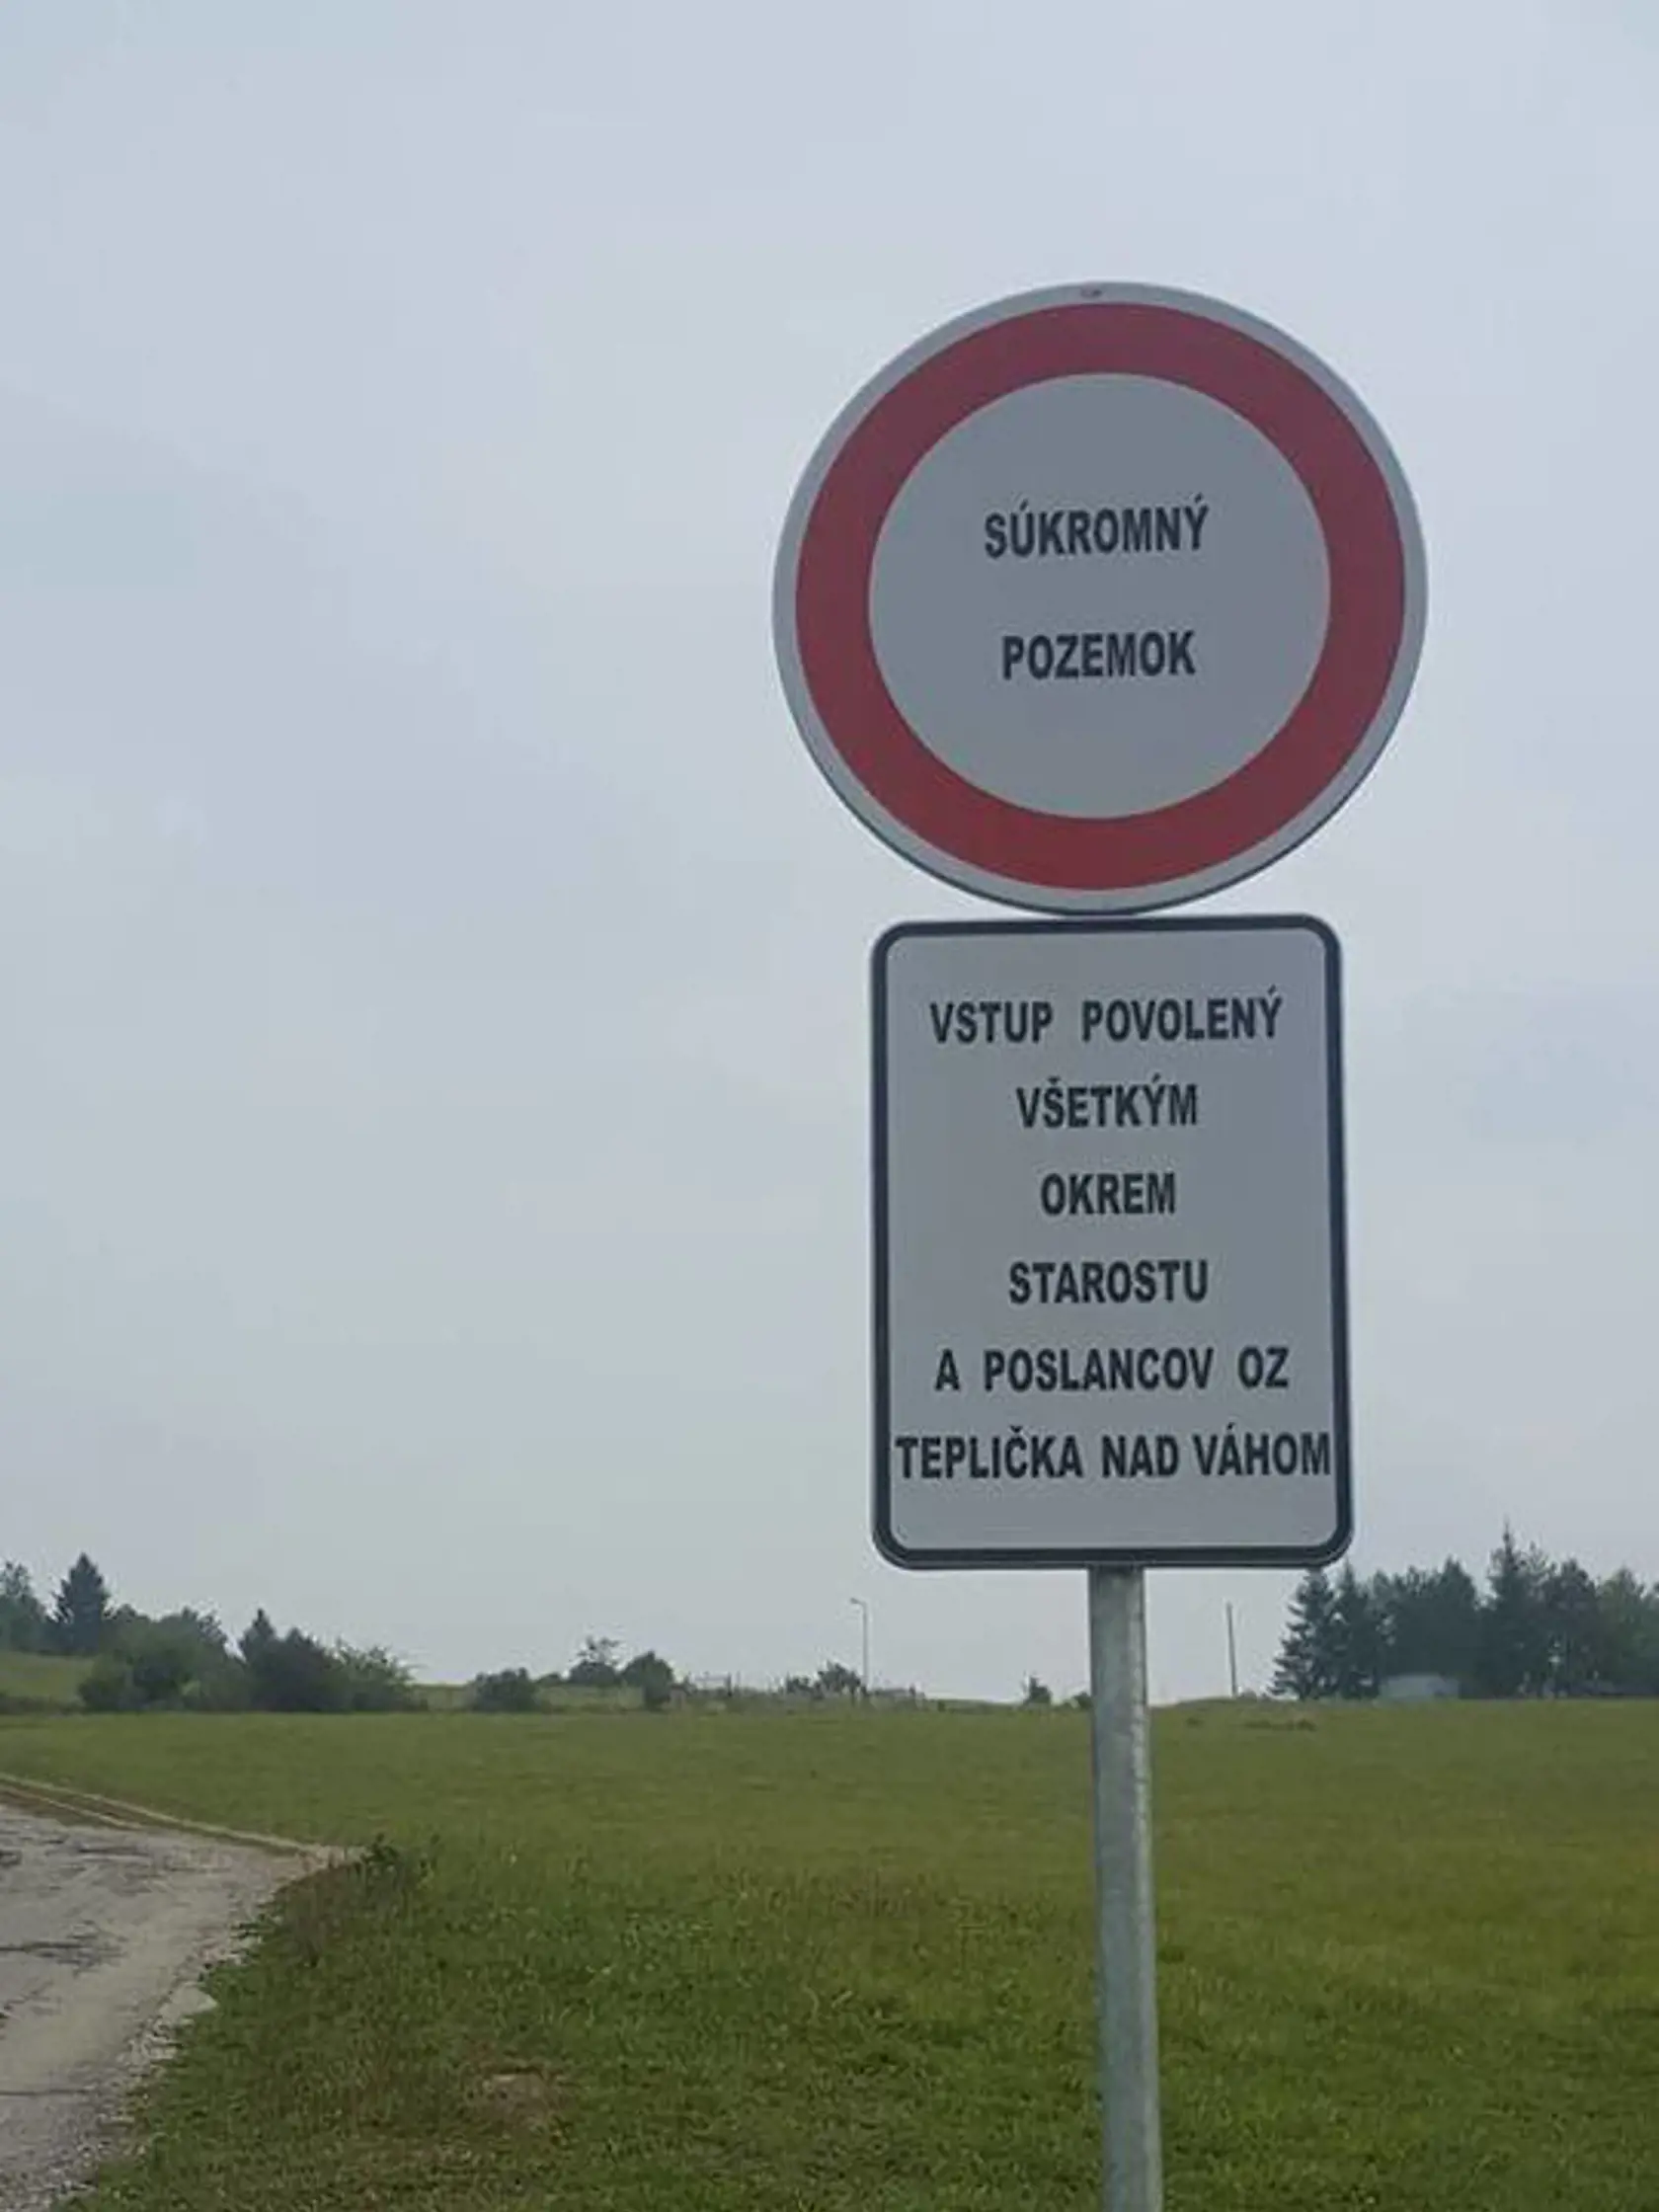 SÚKROMNÝ
POZEMOK
VSTUP POVOLENÝ
VŠETKÝM
OKREM
STAROSTU
A POSLANCOV OZ
TEPLIČKA NAD VÁHOM